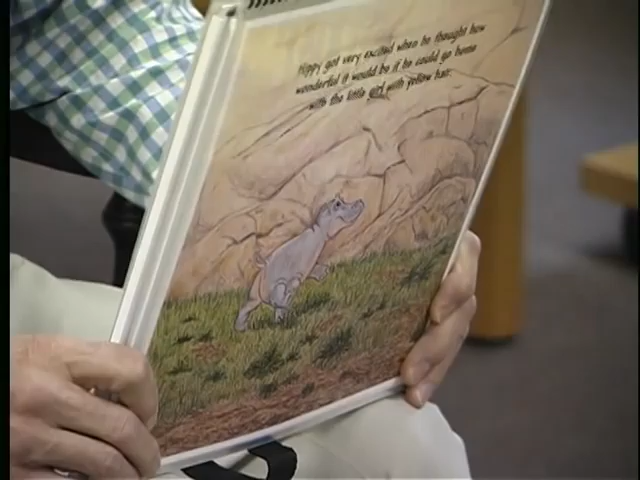 Hippy got very excited when he thought how
wonderful it would be if he could go home
with the little girl with yellow hair.